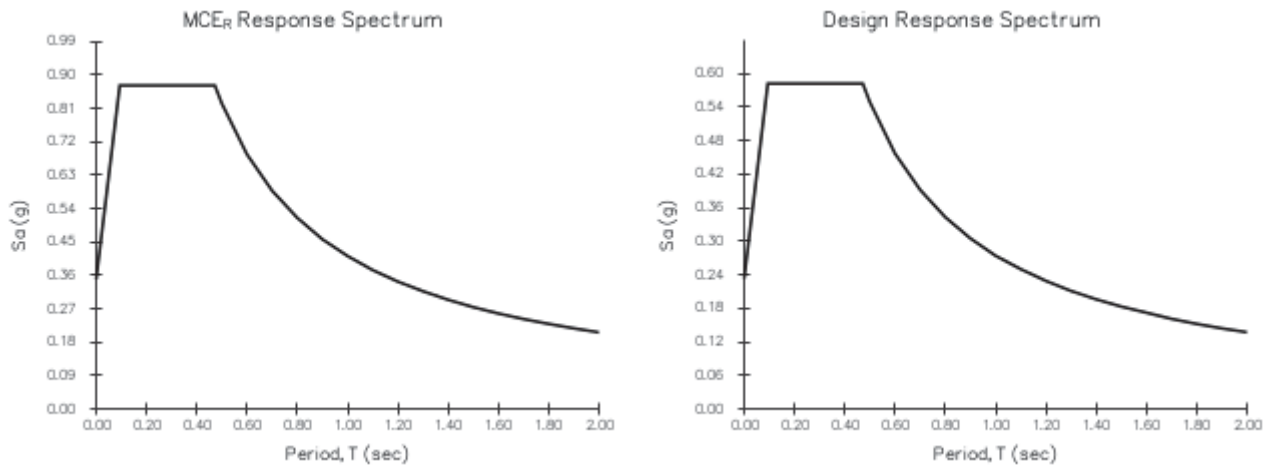 MCER Response Spectrum
0.99
0.90
0.81
0.72
0.63
0.54
0.45
0.36
0.27
0.18
0.09
0.00
Sa (g)
0.00 0.20 0.40 0.60 0.80 1.00 1.20 1.40 1.60 1.80 2.00
Period, T (sec)
Design Response Spectrum
0.60
0.54
0.48
0.42
0.36
0.30
0.24
0.18
0.12
0.06
0.00
Sa (g)
0.00 0.20 0.40 0.60 0.80 1.00 1.20 1.40 1.60 1.80 2.00
Period, T (sec)